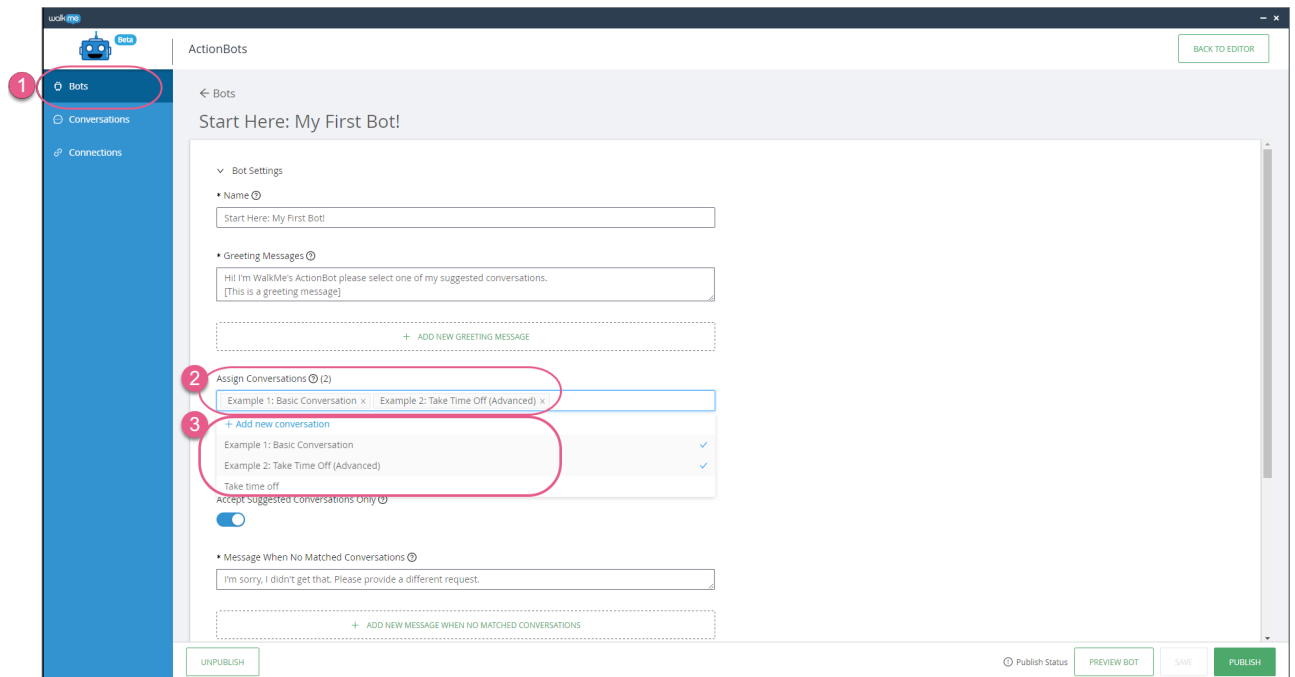 walkme
Beta
ActionBots
BACK TO EDITOR
1
Bots
Conversations
Connections
← Bots
Start Here: My First Bot!
Bot Settings
* Name ?
Start Here: My First Bot!
* Greeting Messages ?
Hi! I'm WalkMe's ActionBot please select one of my suggested conversations.
[This is a greeting message]
+ ADD NEW GREETING MESSAGE
2
Assign Conversations ? (2)
Example 1: Basic Conversation × Example 2: Take Time Off (Advanced) ×
3
+ Add new conversation
Example 1: Basic Conversation
Example 2: Take Time Off (Advanced)
Take time off
Accept Suggested Conversations Only ?
* Message When No Matched Conversations ?
I'm sorry, I didn't get that. Please provide a different request.
+ ADD NEW MESSAGE WHEN NO MATCHED CONVERSATIONS
UNPUBLISH
Publish Status
PREVIEW BOT
SAVE
PUBLISH